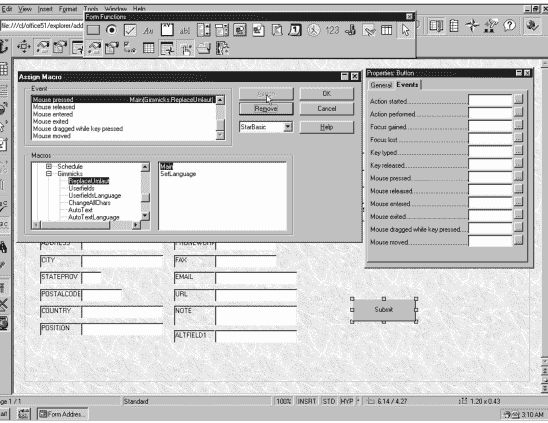 Edit View Insert Format Tools Window Help
Form Functions
file:///c|/office51/explorer/add
Assign Macro
Event
Mouse pressed Main(Gimmicks.ReplaceUmlaut)
Mouse released
Mouse entered
Mouse exited
Mouse dragged while key pressed
Mouse moved
Assign
OK
Remove
Cancel
StarBasic
Help
Macros
Schedule
Gimmicks
ReplaceUmlaut
Userfields
UserfieldsLanguage
ChangeAllChars
AutoText
AutoTextLanguage
Main
SetLanguage
Properties: Button
General Events
Action started
Action performed
Focus gained
Focus lost
Key typed
Key released
Mouse pressed
Mouse released
Mouse entered
Mouse exited
Mouse dragged while key pressed
Mouse moved
ADDRESS
CITY
FAX
STATEPROV
EMAIL
POSTALCODE
URL
COUNTRY
NOTE
POSITION
ALTFIELD1
Submit
ge 1 / 1 Standard 100% INSRT STD HYP * 6.14 / 4.27 1.20 x 0.43
art Form Addres... 3:10 AM